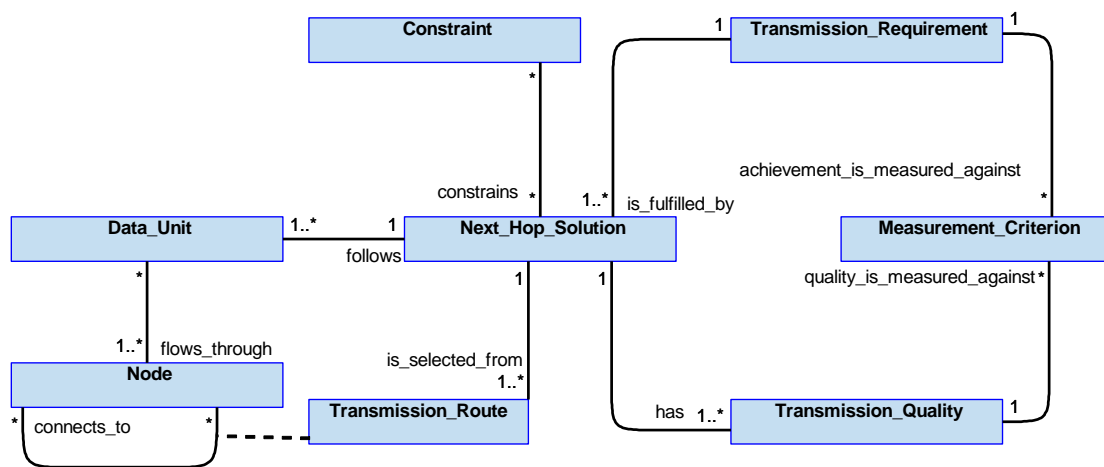 Constraint
*
constrains
*
1
Transmission_Requirement
1
achievement_is_measured_against
*
1..*
is_fulfilled_by
Data_Unit
1..*
1
follows
Next_Hop_Solution
Measurement_Criterion
quality_is_measured_against
*
*
1..*
flows_through
Node
*
connects_to
*
1
is_selected_from
1..*
Transmission_Route
1
has
1..*
Transmission_Quality
1